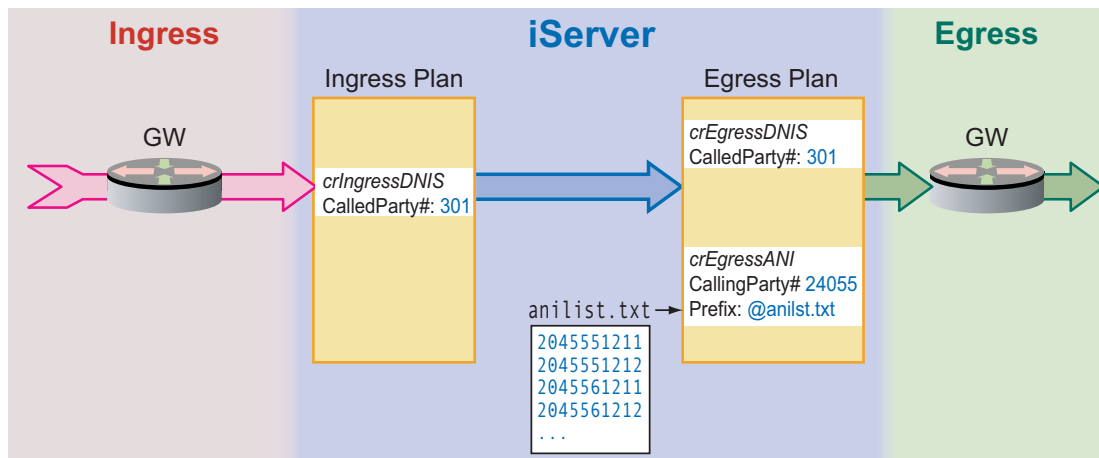 Ingress
iServer
Egress
Ingress Plan
Egress Plan
GW
crIngressDNIS
CalledParty#: 301
crEgressDNIS
CalledParty#: 301
GW
crEgressANI
CallingParty# 24055
Prefix: @anilst.txt
anilist.txt
2045551211
2045551212
2045561211
2045561212
...